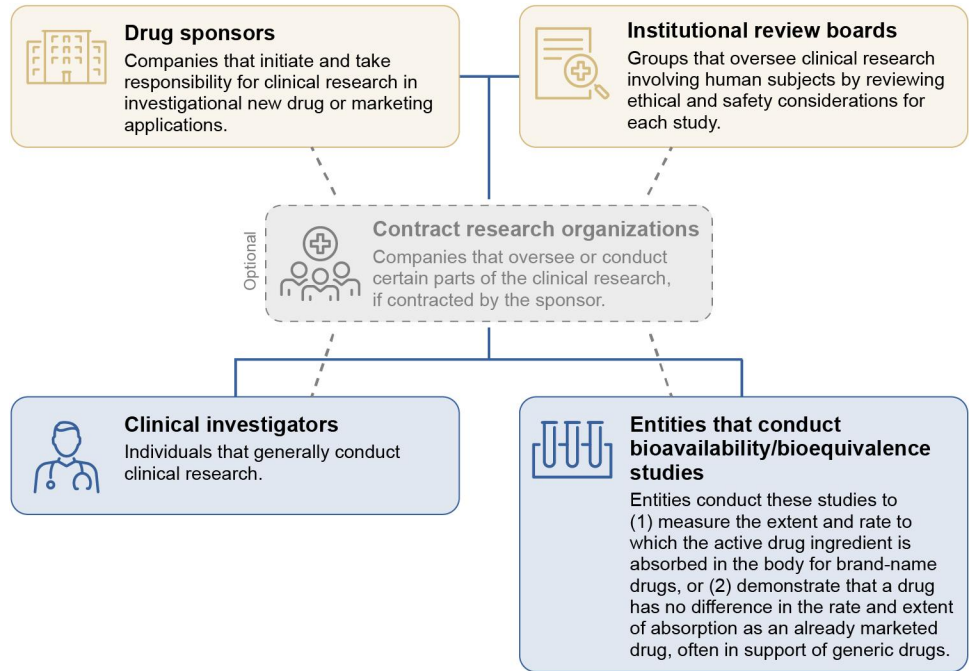 Drug sponsors
Companies that initiate and take
responsibility for clinical research in
investigational new drug or marketing
applications.
Institutional review boards
Groups that oversee clinical research
involving human subjects by reviewing
ethical and safety considerations for
each study.
Optional
Contract research organizations
Companies that oversee or conduct
certain parts of the clinical research,
if contracted by the sponsor.
Clinical investigators
Individuals that generally conduct
clinical research.
Entities that conduct
bioavailability/bioequivalence
studies
Entities conduct these studies to
(1) measure the extent and rate to
which the active drug ingredient is
absorbed in the body for brand-name
drugs, or (2) demonstrate that a drug
has no difference in the rate and extent
of absorption as an already marketed
drug, often in support of generic drugs.